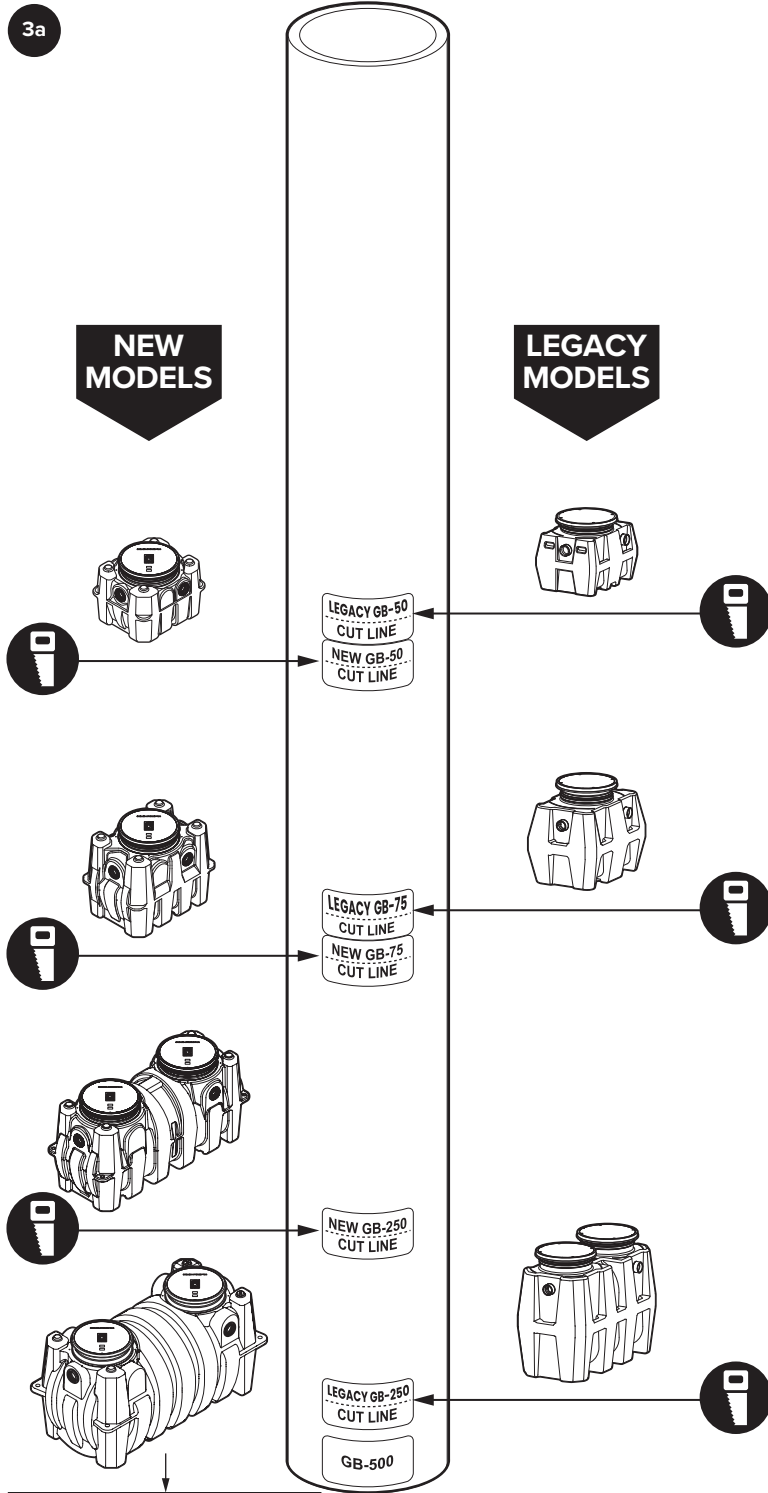 3a
NEW
MODELS
LEGACY
MODELS
LEGACY GB-50
CUT LINE
NEW GB-50
CUT LINE
LEGACY GB-75
CUT LINE
NEW GB-75
CUT LINE
NEW GB-250
CUT LINE
LEGACY GB-250
CUT LINE
GB-500